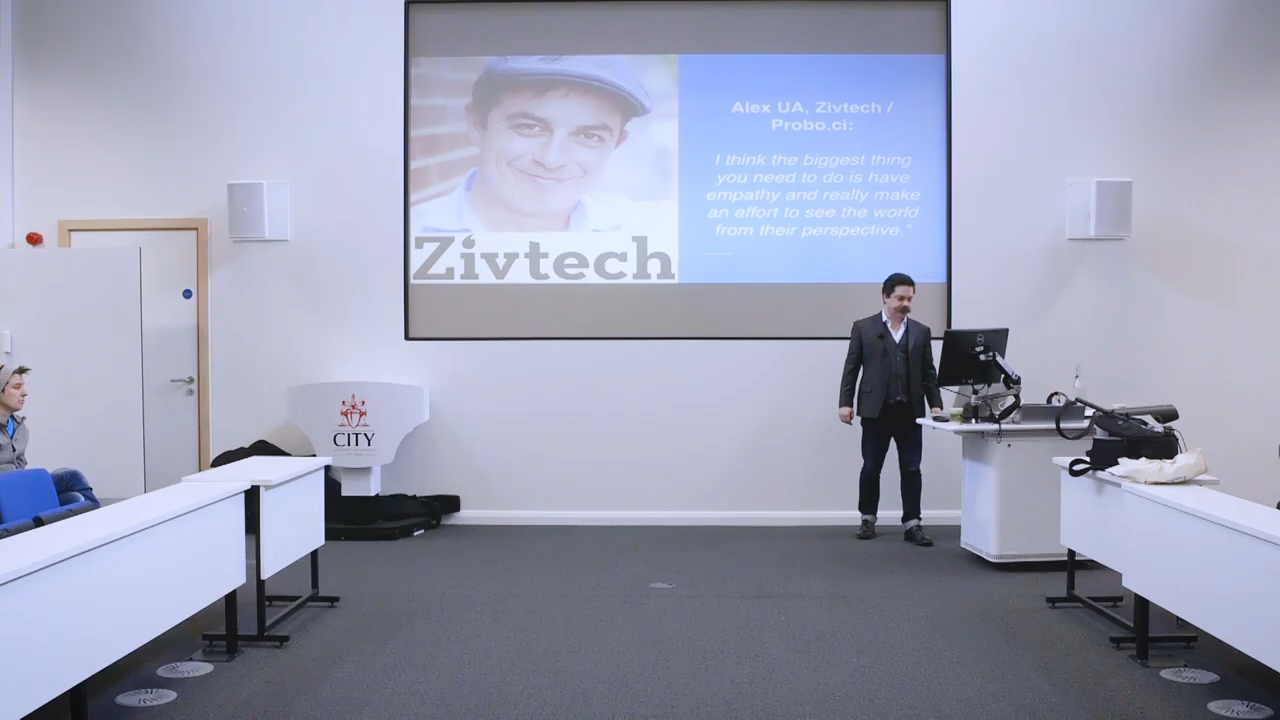 Alex UA, Zivtech /
Probo.ci:
I think the biggest thing
you need to do is have
empathy and really make
an effort to see the world
from their perspective."
Zivtech
CITY